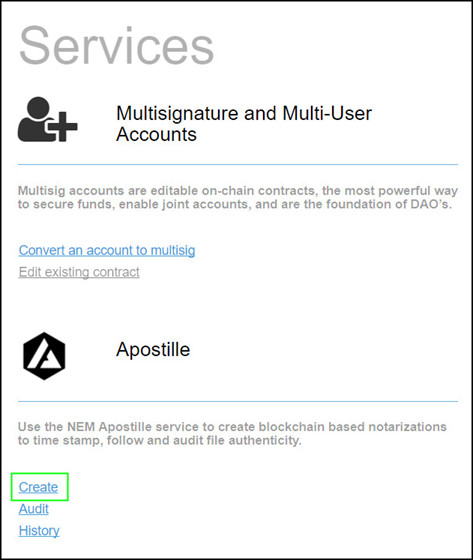 Services
Multisignature and Multi-User
Accounts
Multisig accounts are editable on-chain contracts, the most powerful way
to secure funds, enable joint accounts, and are the foundation of DAO's.
Convert an account to multisig
Edit existing contract
Apostille
Use the NEM Apostille service to create blockchain based notarizations
to time stamp, follow and audit file authenticity.
Create
Audit
History